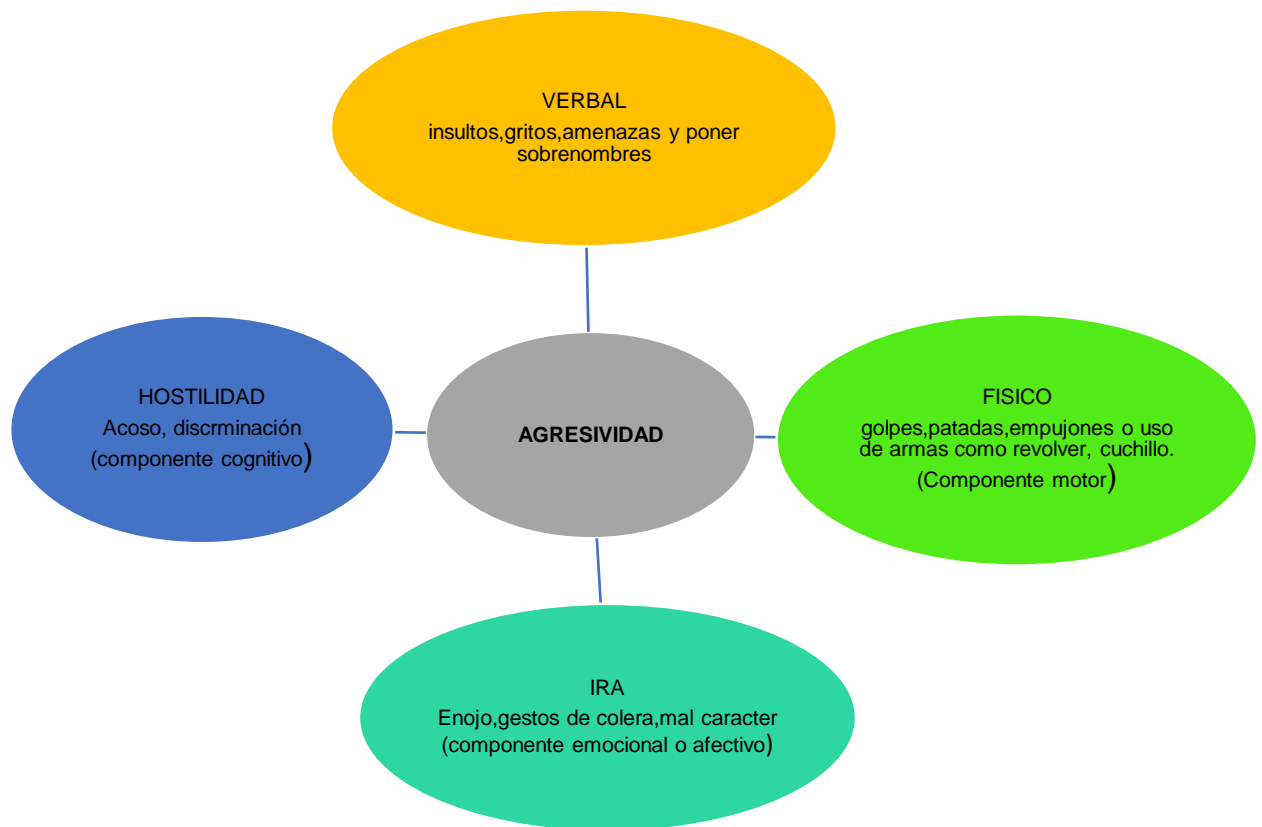 VERBAL
insultos,gritos,amenazas y poner
sobrenombres
HOSTILIDAD
Acoso, discrminación
(componente cognitivo)
AGRESIVIDAD
FISICO
golpes,patadas,empujones o uso
de armas como revolver, cuchillo.
(Componente motor)
IRA
Enojo,gestos de colera,mal caracter
(componente emocional o afectivo)